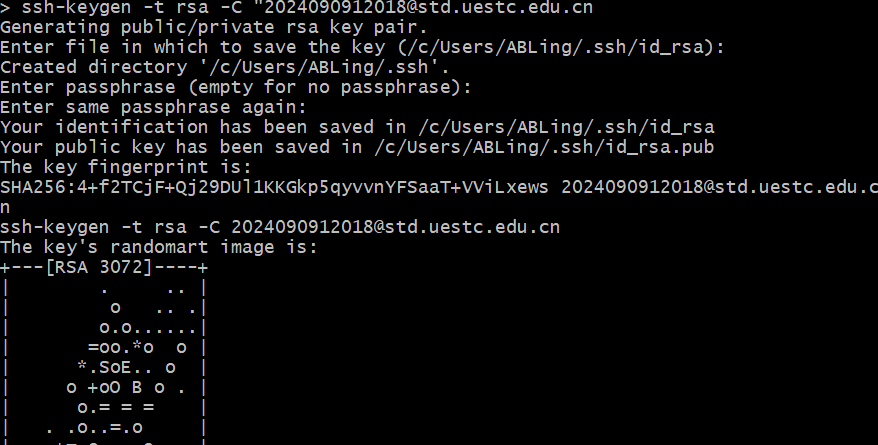 > ssh-keygen -t rsa -C "2024090912018@std.uestc.edu.cn
Generating public/private rsa key pair.
Enter file in which to save the key (/c/Users/ABLing/.ssh/id_rsa):
Created directory '/c/Users/ABLing/.ssh'.
Enter passphrase (empty for no passphrase):
Enter same passphrase again:
Your identification has been saved in /c/Users/ABLing/.ssh/id_rsa
Your public key has been saved in /c/Users/ABLing/.ssh/id_rsa.pub
The key fingerprint is:
SHA256:4+f2TCjF+Qj29DUl1KKGkp5qyvvnYFSaaT+VViLxews 2024090912018@std.uestc.edu.c
n
ssh-keygen -t rsa -C 2024090912018@std.uestc.edu.cn
The key's randomart image is:
+---[RSA 3072]----+
|        .     .. |
|         o   .. .|
|        o.o......|
|       =oo.*o  o |
|      *.SoE.. o  |
|     o +oO B o . |
|      o.= = =    |
|   . .o..=.o     |